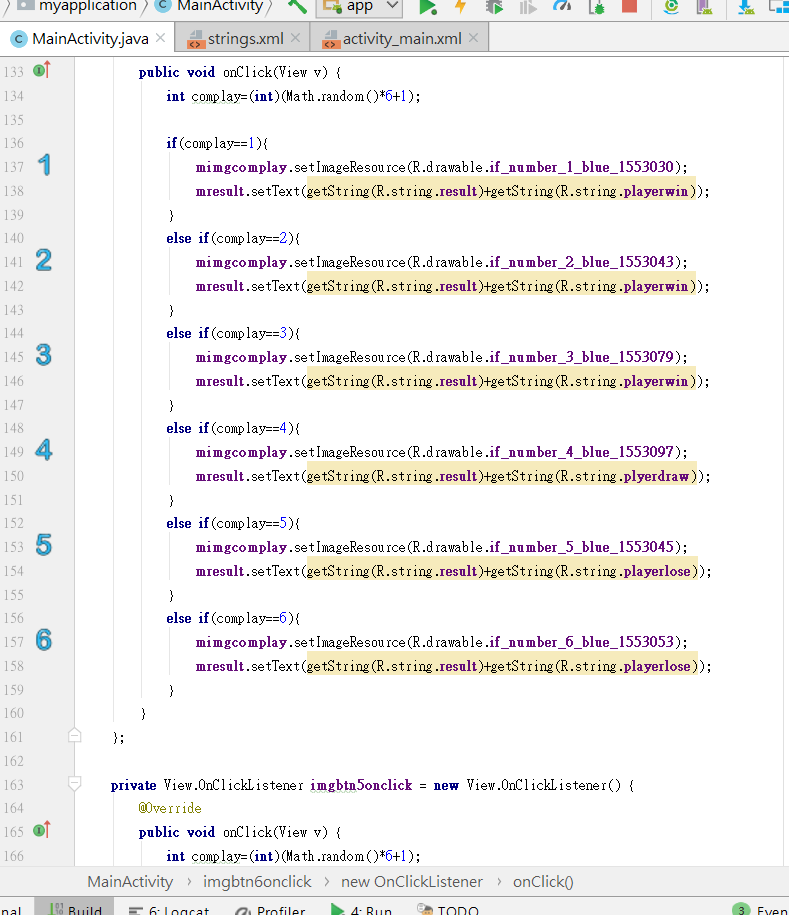 myapplication MainActivity app
MainActivity.java strings.xml activity_main.xml
133 public void onClick(View v) {
134 int complay=(int)(Math.random()*6+1);
135
136 if(complay==1){
137 1 mimgcomplay.setImageResource(R.drawable.if_number_1_blue_1553030);
138 mresult.setText(getString(R.string.result)+getString(R.string.playerwin));
139 }
140 else if(complay==2){
141 2 mimgcomplay.setImageResource(R.drawable.if_number_2_blue_1553043);
142 mresult.setText(getString(R.string.result)+getString(R.string.playerwin));
143 }
144 else if(complay==3){
145 3 mimgcomplay.setImageResource(R.drawable.if_number_3_blue_1553079);
146 mresult.setText(getString(R.string.result)+getString(R.string.playerwin));
147 }
148 else if(complay==4){
149 4 mimgcomplay.setImageResource(R.drawable.if_number_4_blue_1553097);
150 mresult.setText(getString(R.string.result)+getString(R.string.plyerdraw));
151 }
152 else if(complay==5){
153 5 mimgcomplay.setImageResource(R.drawable.if_number_5_blue_1553045);
154 mresult.setText(getString(R.string.result)+getString(R.string.playerlose));
155 }
156 else if(complay==6){
157 6 mimgcomplay.setImageResource(R.drawable.if_number_6_blue_1553053);
158 mresult.setText(getString(R.string.result)+getString(R.string.playerlose));
159 }
160 }
161 };
162
163 private View.OnClickListener imgbtn5onclick = new View.OnClickListener() {
164 @Override
165 public void onClick(View v) {
166 int complay=(int)(Math.random()*6+1);
MainActivity › imgbtn6onclick › new OnClickListener › onClick()
Build 6: Logcat Profiler 4: Run TODO 3